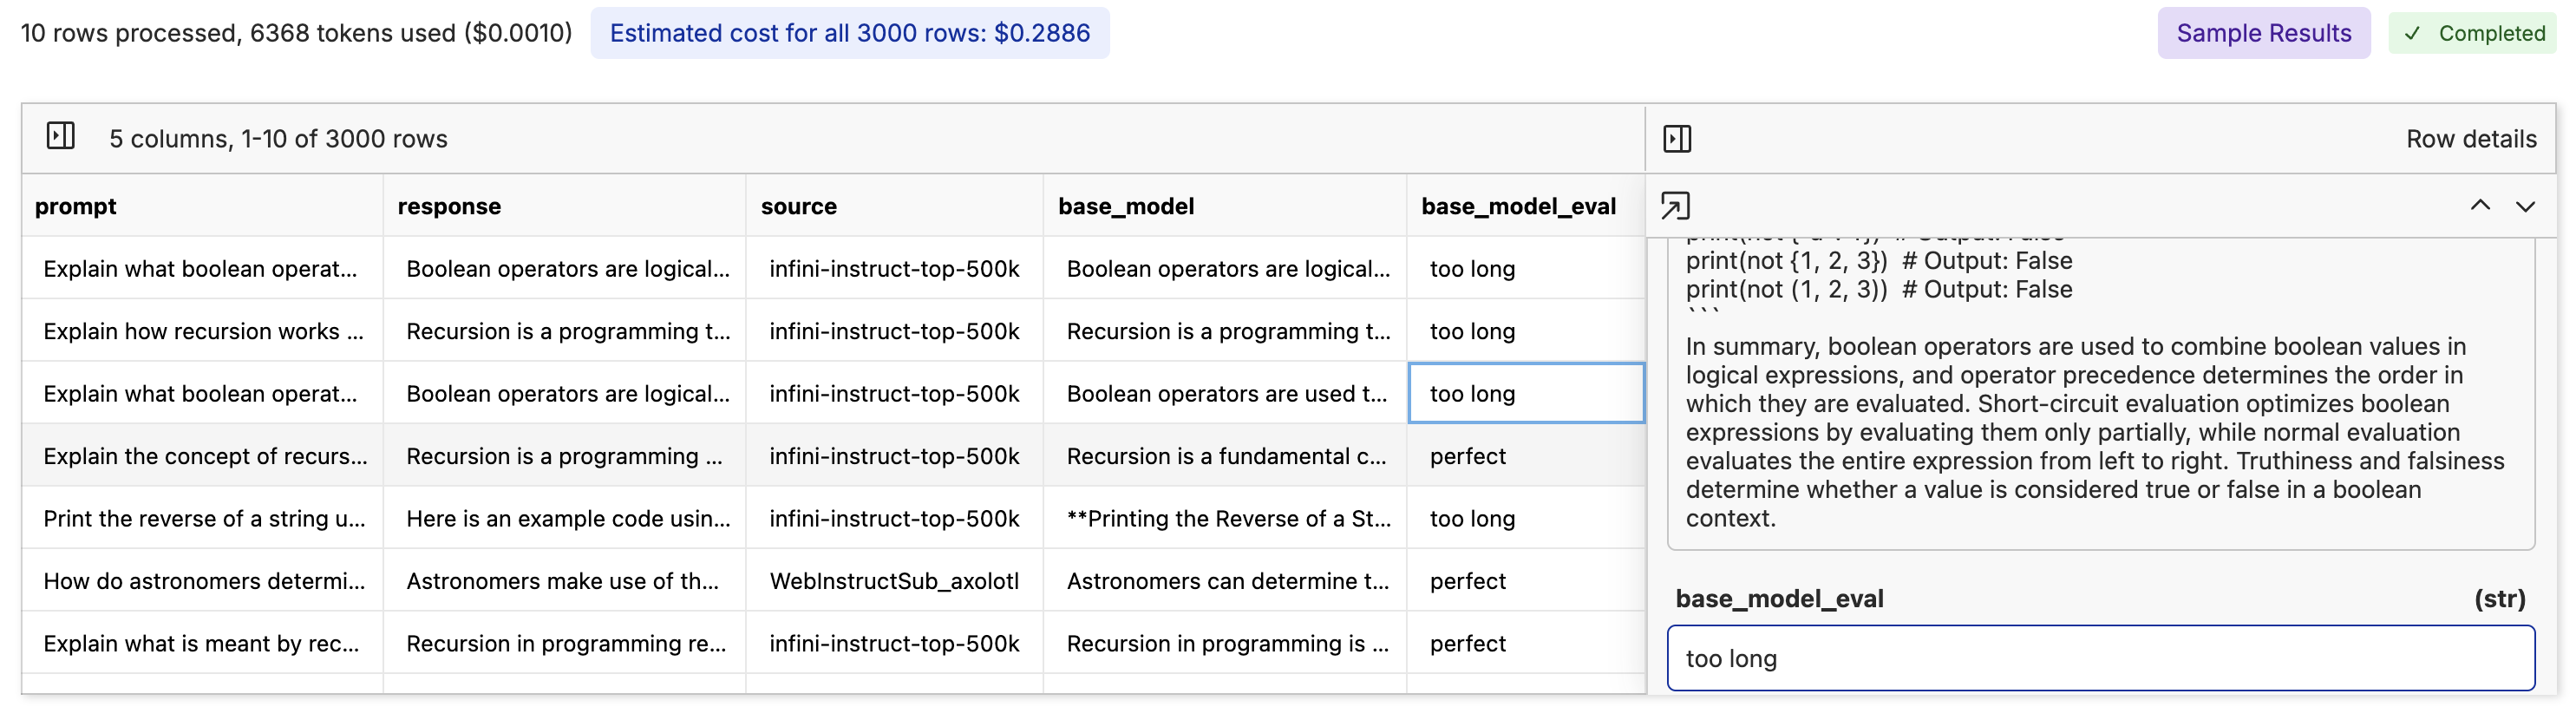 10 rows processed, 6368 tokens used ($0.0010)
Estimated cost for all 3000 rows: $0.2886
Sample Results
✓ Completed
5 columns, 1-10 of 3000 rows
prompt response source base_model base_model_eval
Explain what boolean operat... Boolean operators are logical... infini-instruct-top-500k Boolean operators are logical... too long
Explain how recursion works ... Recursion is a programming t... infini-instruct-top-500k Recursion is a programming t... too long
Explain what boolean operat... Boolean operators are logical... infini-instruct-top-500k Boolean operators are used t... too long
Explain the concept of recurs... Recursion is a programming ... infini-instruct-top-500k Recursion is a fundamental c... perfect
Print the reverse of a string u... Here is an example code usin... infini-instruct-top-500k **Printing the Reverse of a St... too long
How do astronomers determi... Astronomers make use of th... WebInstructSub_axolotl Astronomers can determine t... perfect
Explain what is meant by rec... Recursion in programming re... infini-instruct-top-500k Recursion in programming is ... perfect
Row details
print(not {1, 2, 3})  # Output: False
print(not (1, 2, 3))  # Output: False
```
In summary, boolean operators are used to combine boolean values in
logical expressions, and operator precedence determines the order in
which they are evaluated. Short-circuit evaluation optimizes boolean
expressions by evaluating them only partially, while normal evaluation
evaluates the entire expression from left to right. Truthiness and falsiness
determine whether a value is considered true or false in a boolean
context.
base_model_eval (str)
too long